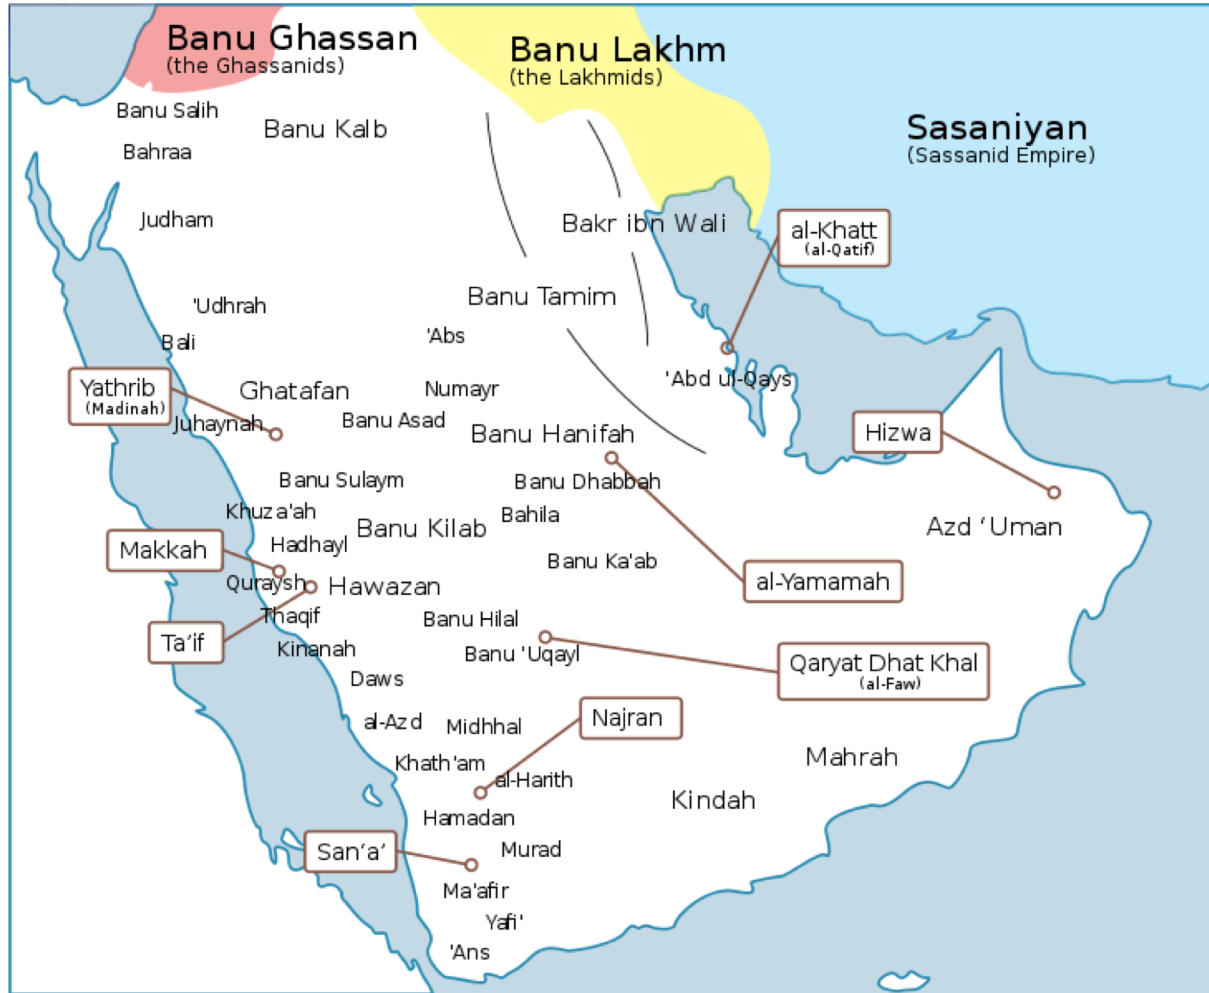 Banu Ghassan
(the Ghassanids)
Banu Lakhm
(the Lakhmids)
Sasaniyan
(Sassanid Empire)
Banu Salih
Banu Kalb
Bahraa
Judham
Bakr ibn Wali
al-Khatt
(al-Qatif)
Banu Tamim
'Udhrah
'Abs
Bali
Yathrib
(Madinah)
Ghatafan
Numayr
'Abd ul-Qays
Juhaynah
Banu Asad
Banu Hanifah
Hizwa
Banu Sulaym
Banu Dhabbah
Khuza'ah
Banu Kilab
Bahila
Azd ‘Uman
Makkah
Hadhayl
Banu Ka'ab
Quraysh
Hawazan
al-Yamamah
Thaqif
Banu Hilal
Ta‘if
Kinanah
Banu 'Uqayl
Qaryat Dhat Khal
(al-Faw)
Daws
al-Azd
Midhhal
Najran
Khath'am
al-Harith
Mahrah
Kindah
Hamadan
San‘a’
Murad
Ma'afir
Yafi'
'Ans